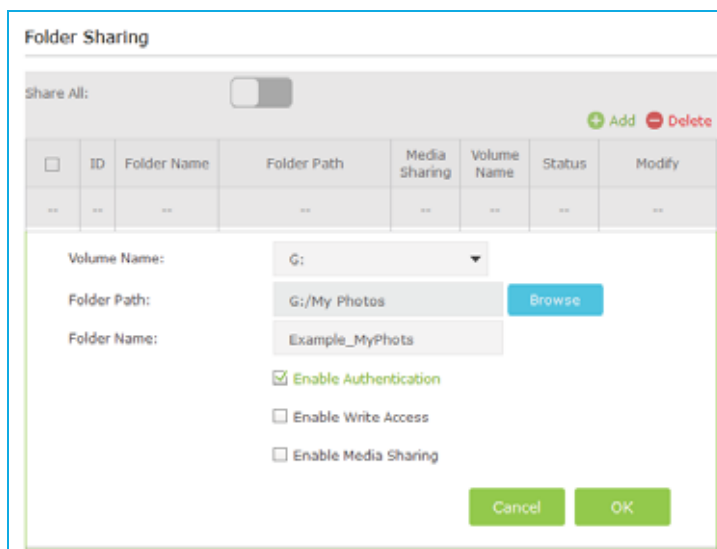 Folder Sharing
Share All:
Add Delete
ID Folder Name Folder Path Media Sharing Volume Name Status Modify
-- -- -- -- -- -- -- --
Volume Name: G:
Folder Path: G:/My Photos Browse
Folder Name: Example_MyPhots
Enable Authentication
Enable Write Access
Enable Media Sharing
Cancel OK